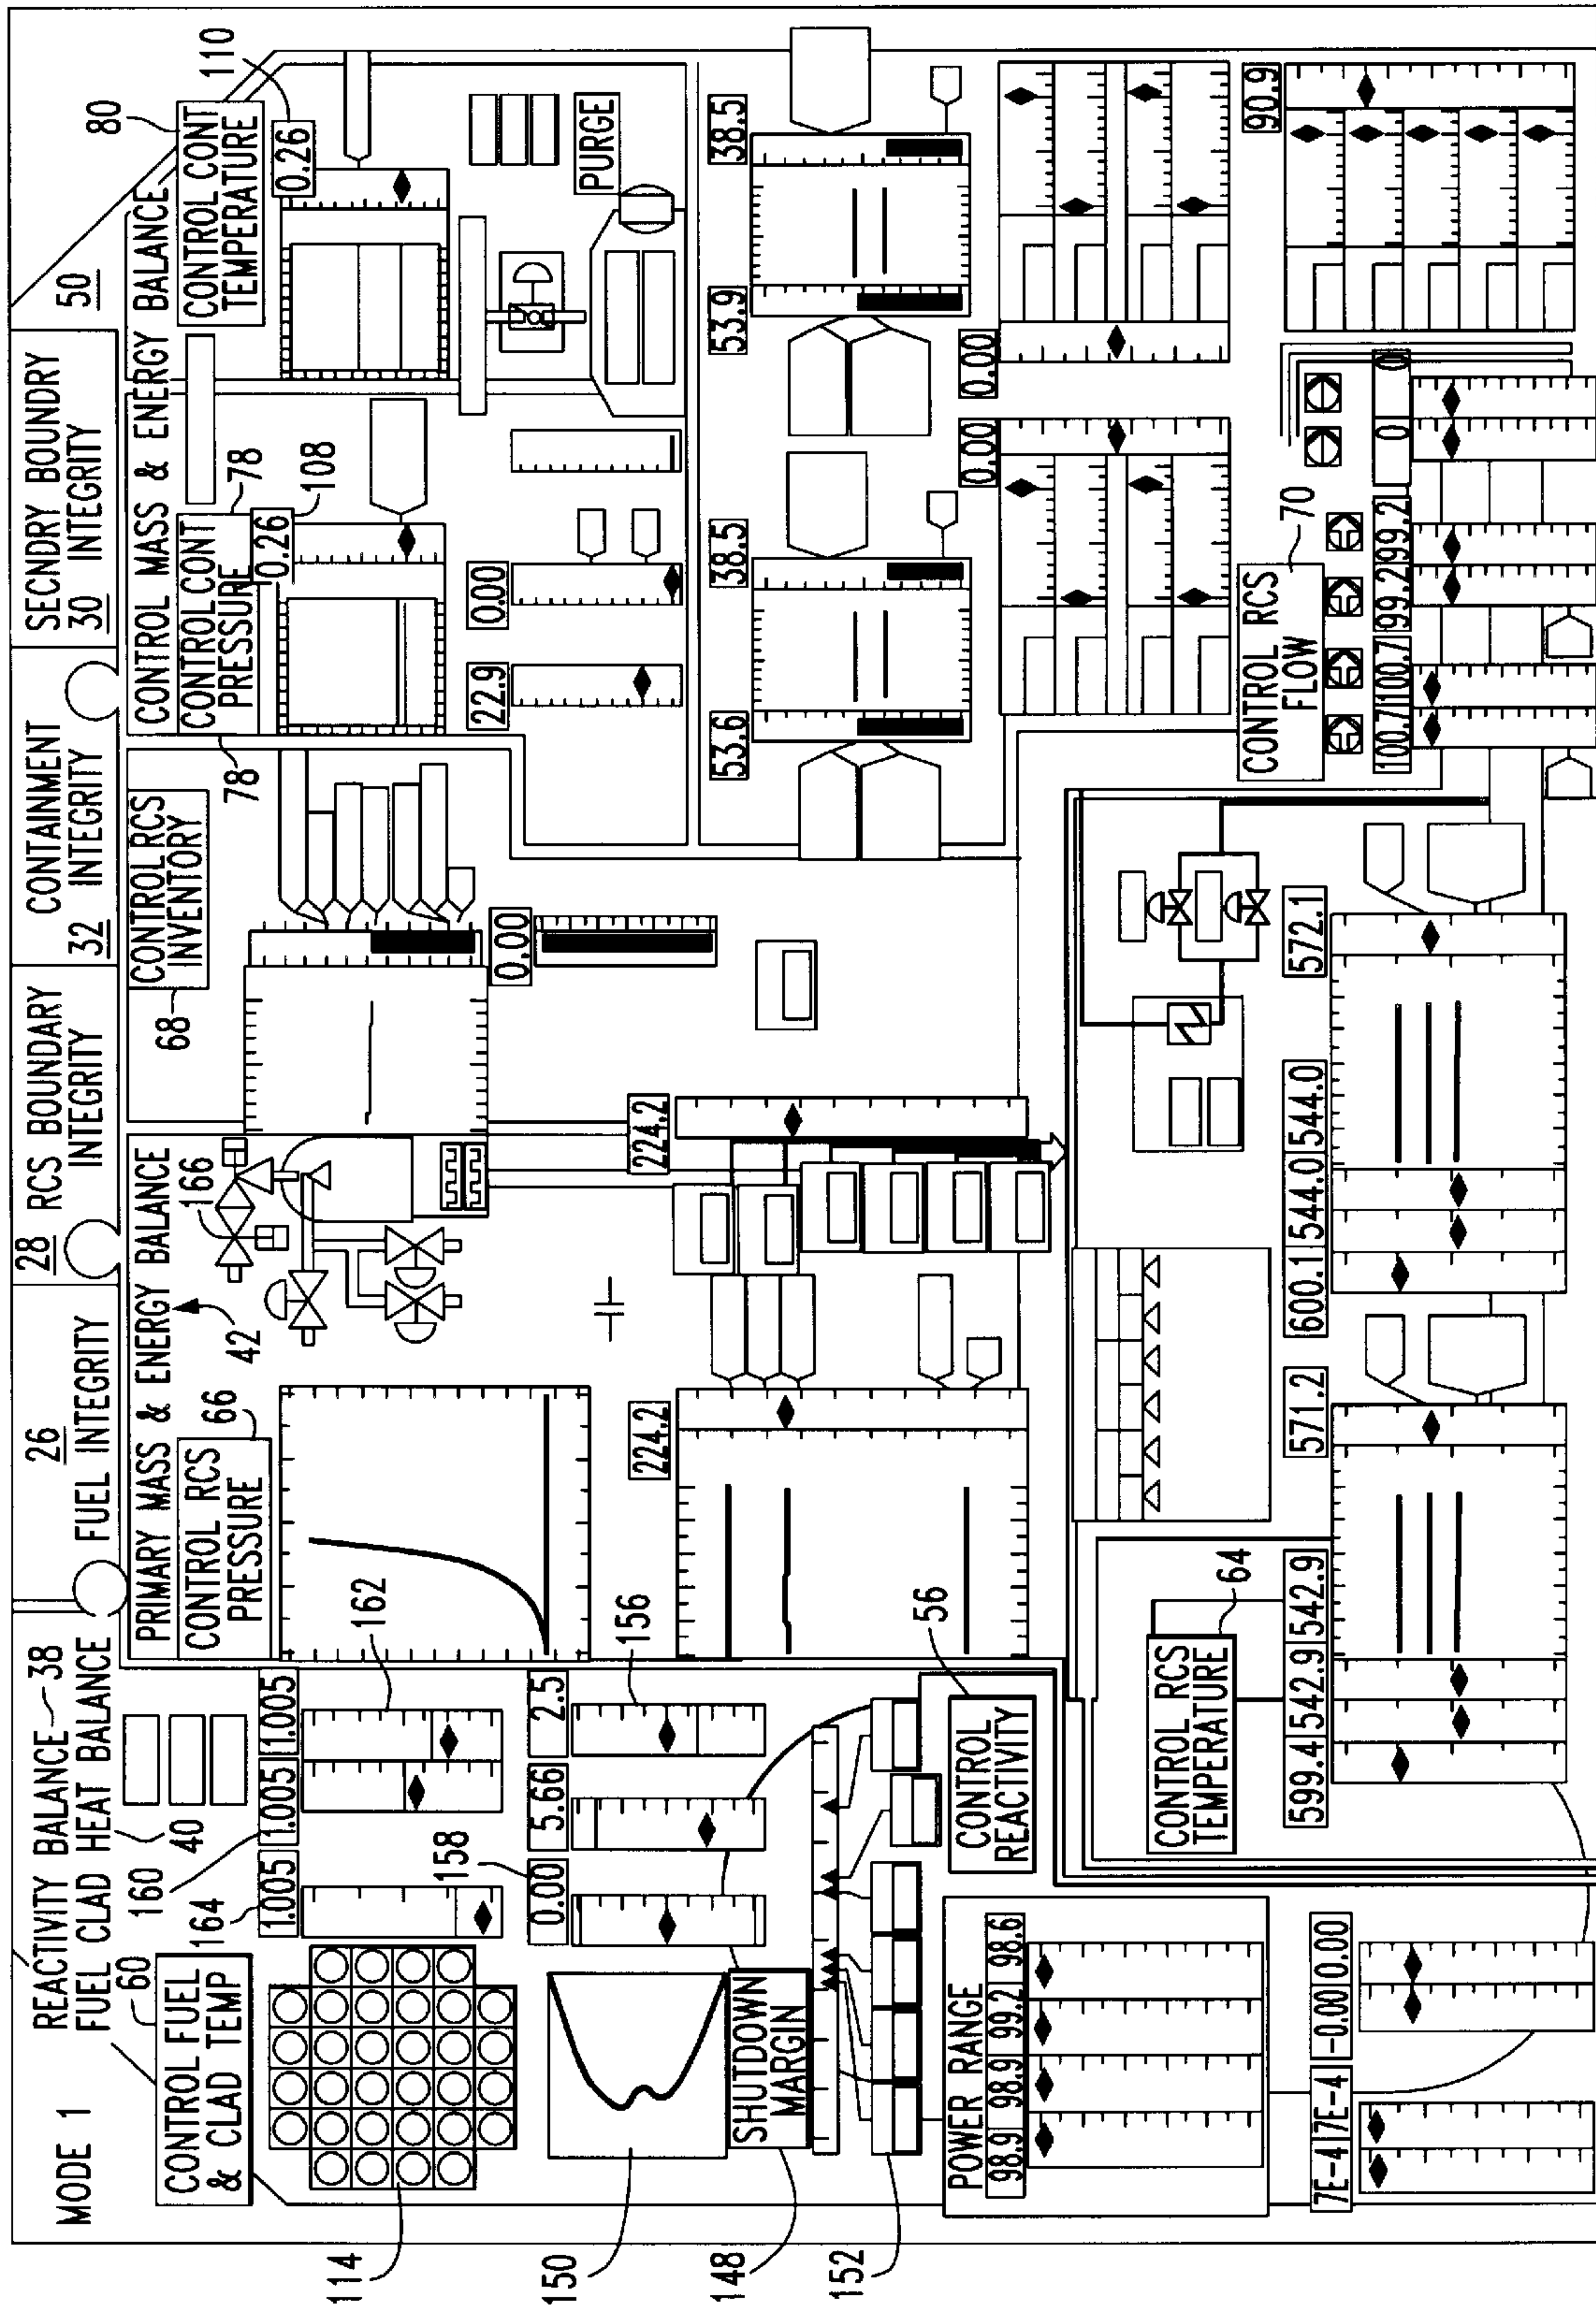 MODE 1
REACTIVITY BALANCE 38
FUEL CLAD HEAT BALANCE
40
26
FUEL INTEGRITY
28 RCS BOUNDARY
INTEGRITY
CONTAINMENT
32 INTEGRITY
SECNDRY BOUNDRY
30 INTEGRITY
50
80
110
60
CONTROL FUEL
& CLAD TEMP
164
160
1.005
1.005
1.005
162
114
158
0.00
5.66
2.5
156
150
SHUTDOWN
MARGIN
148
152
CONTROL
REACTIVITY
56
POWER RANGE
98.9
98.9
99.2
98.6
7E-4
7E-4
-0.00
0.00
PRIMARY MASS & ENERGY BALANCE
42
CONTROL RCS
PRESSURE
66
166
224.2
224.2
CONTROL RCS
INVENTORY
68
0.00
CONTROL MASS & ENERGY BALANCE
CONTROL CONT
PRESSURE
78
78
0.26
108
CONTROL CONT
TEMPERATURE
0.26
22.9
0.00
PURGE
53.6
38.5
53.9
38.5
0.00
0.00
90.9
CONTROL RCS
TEMPERATURE
64
599.4
542.9
542.9
571.2
600.1
544.0
544.0
572.1
CONTROL RCS
FLOW
70
100.7
100.7
99.2
99.2
0
0